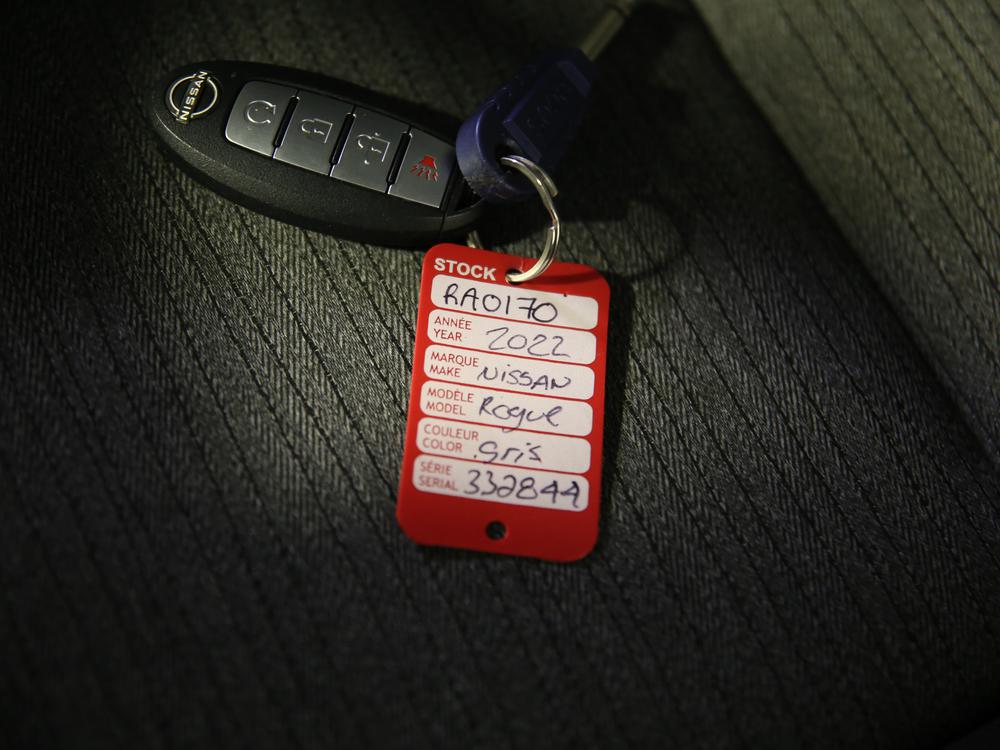 NISSAN
STOCK
RA0170
ANNÉE
YEAR 2022
MARQUE
MAKE NISSAN
MODÈLE
MODEL Rogue
COULEUR
COLOR gris
SÉRIE
SERIAL 332844